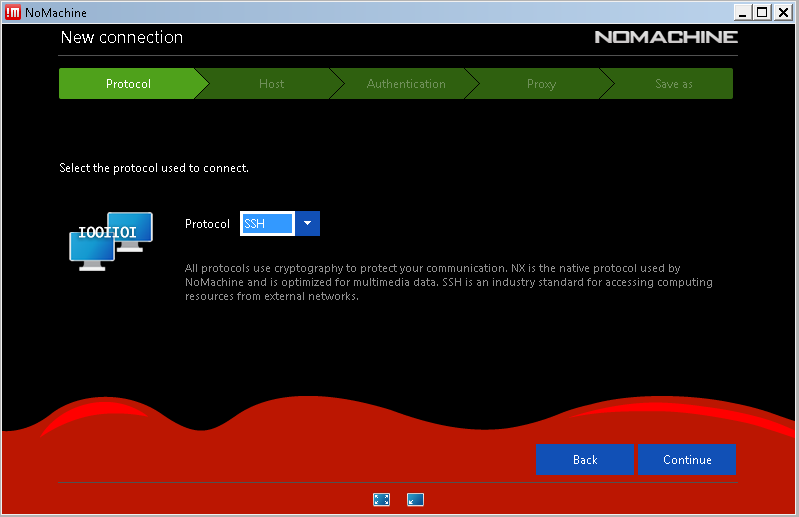 NoMachine
New connection
NOMACHINE
Protocol
Host
Authentication
Proxy
Save as
Select the protocol used to connect.
IOOIIOI
Protocol SSH
All protocols use cryptography to protect your communication. NX is the native protocol used by
NoMachine and is optimized for multimedia data. SSH is an industry standard for accessing computing
resources from external networks.
Back
Continue